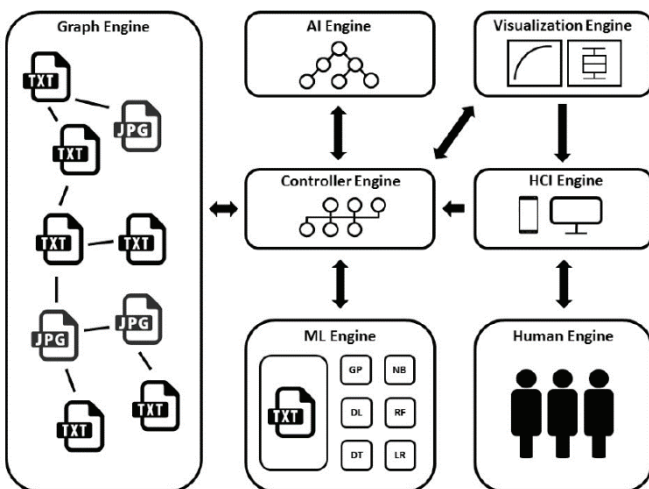 Graph Engine
TXT
JPG
TXT
TXT
TXT
JPG
JPG
TXT
TXT
AI Engine
Visualization Engine
Controller Engine
HCI Engine
ML Engine
TXT
GP
NB
DL
RF
DT
LR
Human Engine